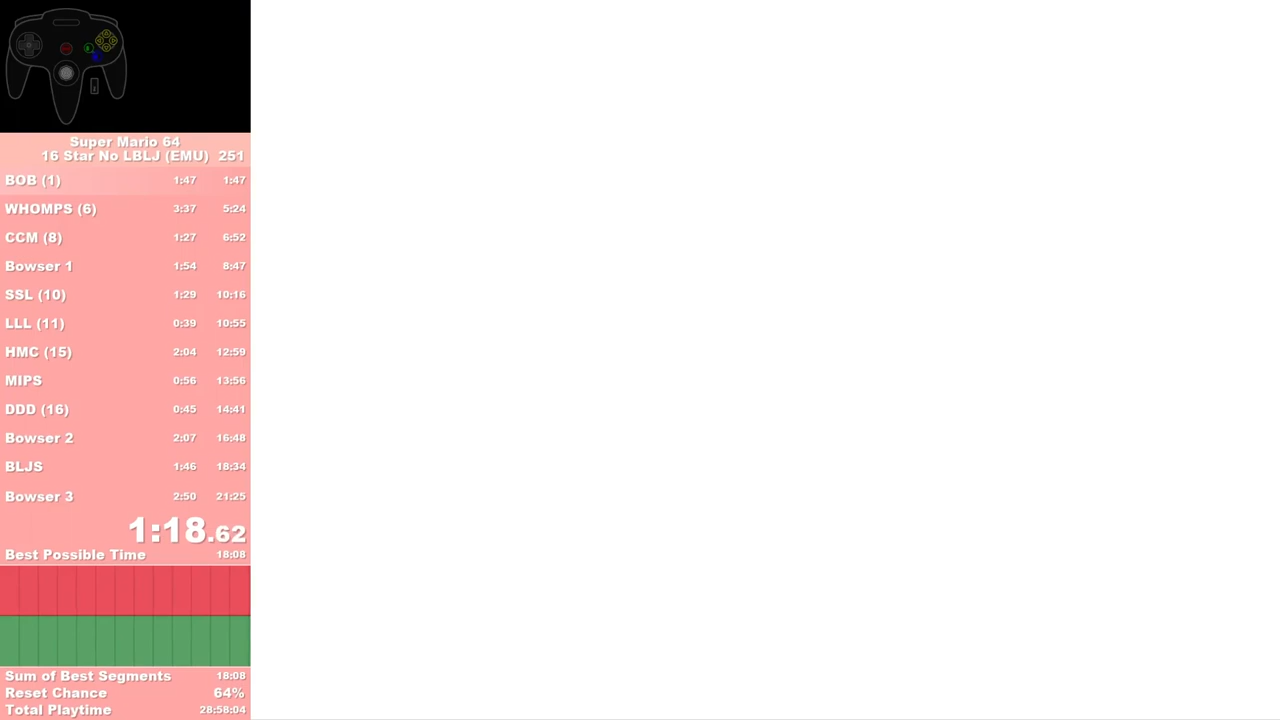 Super Mario 64
16 Star No LBLJ (EMU) 251
BOB (1) 1:47 1:47
WHOMPS (6) 3:37 5:24
CCM (8) 1:27 6:52
Bowser 1 1:54 8:47
SSL (10) 1:29 10:16
LLL (11) 0:39 10:55
HMC (15) 2:04 12:59
MIPS 0:56 13:56
DDD (16) 0:45 14:41
Bowser 2 2:07 16:48
BLJS 1:46 18:34
Bowser 3 2:50 21:25
1:18.62
Best Possible Time 18:08
Sum of Best Segments 18:08
Reset Chance 64%
Total Playtime 28:58:04